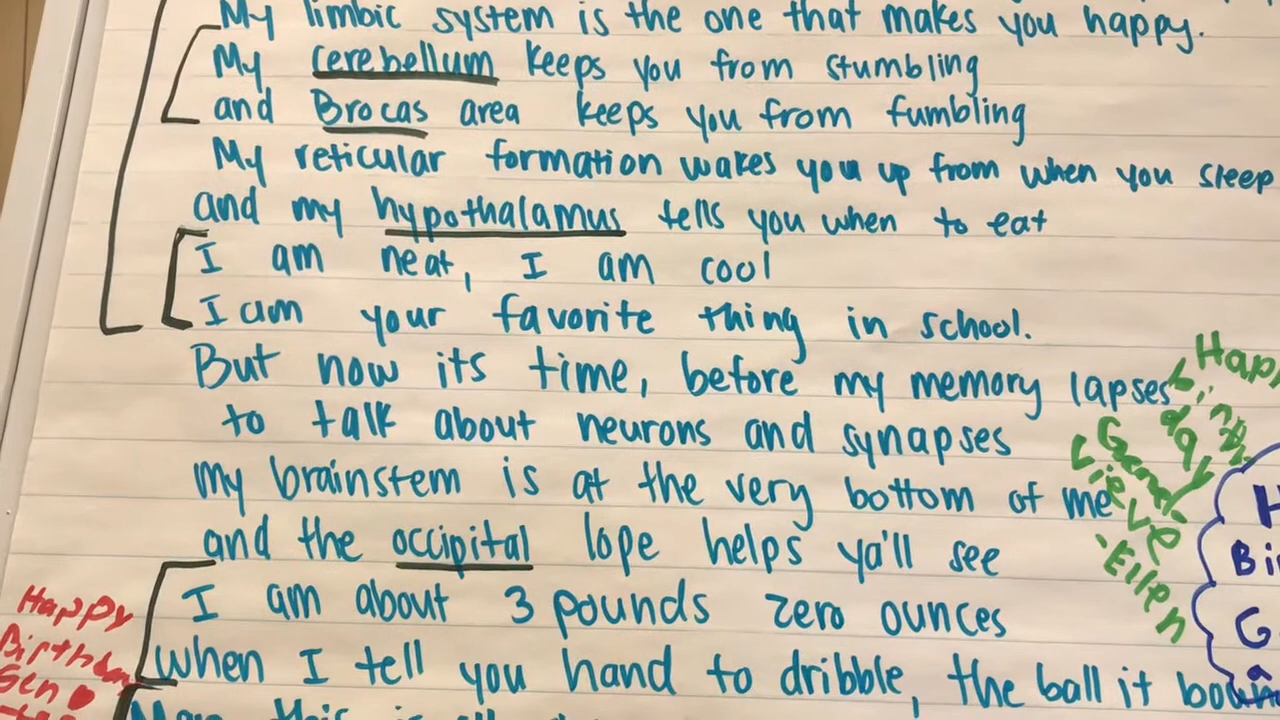 My limbic system is the one that makes you happy.
My cerebellum keeps you from stumbling
and Brocas area keeps you from fumbling
My reticular formation wakes you up from when you sleep
and my hypothalamus tells you when to eat
I am neat, I am cool
I am your favorite thing in school.
But now its time, before my memory lapses
to talk about neurons and synapses
my brainstem is at the very bottom of me
and the occipital lope helps ya'll see
I am about 3 pounds zero ounces
when I tell you hand to dribble, the ball it
Happy
Birthday
Gen
Genevieve
Eilen
H
Bi
G
a